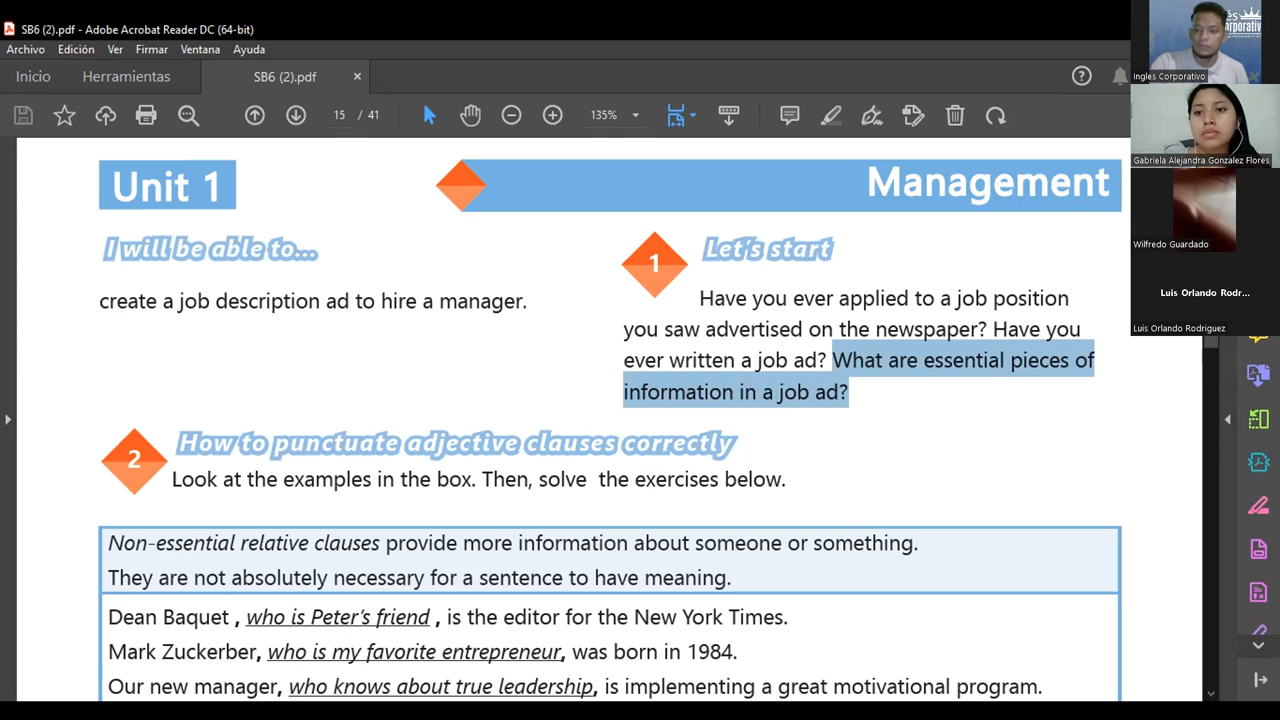 SB6 (2).pdf - Adobe Acrobat Reader DC (64-bit)
Archivo Edición Ver Firmar Ventana Ayuda
Inicio Herramientas SB6 (2).pdf ×
15 / 41 135%
Ingles Corporativo
Gabriela Alejandra Gonzalez Flores
Wilfredo Guardado
Luis Orlando Rodr...
Luis Orlando Rodriguez
Unit 1
Management
I will be able to...
create a job description ad to hire a manager.
1 Let's start
Have you ever applied to a job position
you saw advertised on the newspaper? Have you
ever written a job ad? What are essential pieces of
information in a job ad?
2 How to punctuate adjective clauses correctly
Look at the examples in the box. Then, solve the exercises below.
Non-essential relative clauses provide more information about someone or something.
They are not absolutely necessary for a sentence to have meaning.
Dean Baquet , who is Peter's friend , is the editor for the New York Times.
Mark Zuckerber, who is my favorite entrepreneur, was born in 1984.
Our new manager, who knows about true leadership, is implementing a great motivational program.